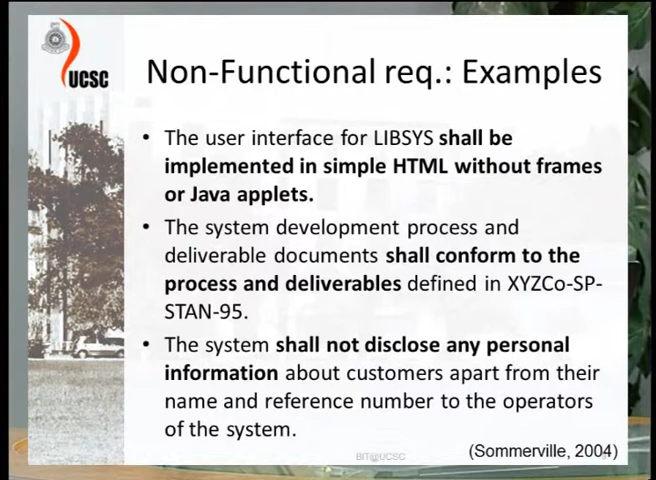 UCSC
Non-Functional req.: Examples
• The user interface for LIBSYS shall be
implemented in simple HTML without frames
or Java applets.
• The system development process and
deliverable documents shall conform to the
process and deliverables defined in XYZCo-SP-
STAN-95.
• The system shall not disclose any personal
information about customers apart from their
name and reference number to the operators
of the system.
(Sommerville, 2004)
BIT@UCSC